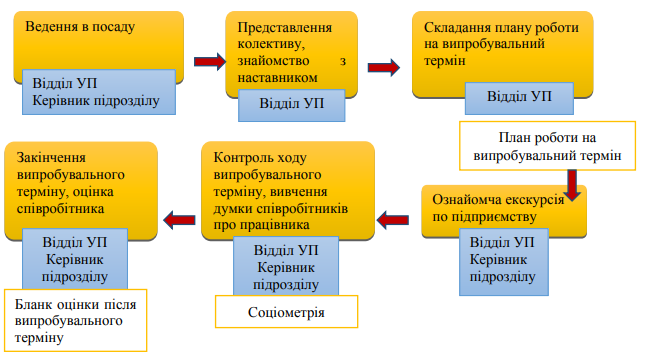 Ведення в посаду
Відділ УП
Керівник підрозділу
Представлення
колективу,
знайомство з
наставником
Відділ УП
Складання плану роботи
на випробувальний
термін
Відділ УП
План роботи на
випробувальний термін
Ознайомча екскурсія
по підприємству
Відділ УП
Керівник
підрозділу
Контроль ходу
випробувального
терміну, вивчення
думки співробітників
про працівника
Відділ УП
Керівник
підрозділу
Соціометрія
Закінчення
випробувального
терміну, оцінка
співробітника
Відділ УП
Керівник
підрозділу
Бланк оцінки після
випробувального
терміну